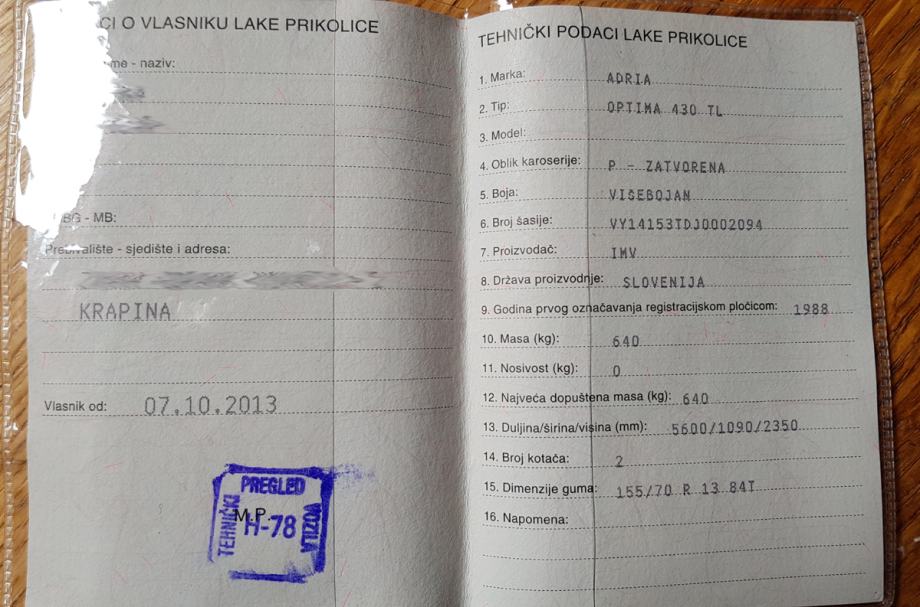 CI O VLASNIKU LAKE PRIKOLICE
me - naziv:
BG - MB:
Prebivalište - sjedište i adresa:
KRAPINA
Vlasnik od: 07.10.2013
PREGLED
TEHNIČKI
M.P.
H-78
VOZILA
TEHNIČKI PODACI LAKE PRIKOLICE
1. Marka: ADRIA
2. Tip: OPTIMA 430 TL
3. Model:
4. Oblik karoserije: P - ZATVORENA
5. Boja: VIŠEBOJAN
6. Broj šasije: VY14153TDJ0002094
7. Proizvođač: IMV
8. Država proizvodnje: SLOVENIJA
9. Godina prvog označavanja registracijskom pločicom: 1988
10. Masa (kg): 640
11. Nosivost (kg): 0
12. Najveća dopuštena masa (kg): 640
13. Duljina/širina/visina (mm): 5600/1090/2350
14. Broj kotača: 2
15. Dimenzije guma: 155/70 R 13 84T
16. Napomena: